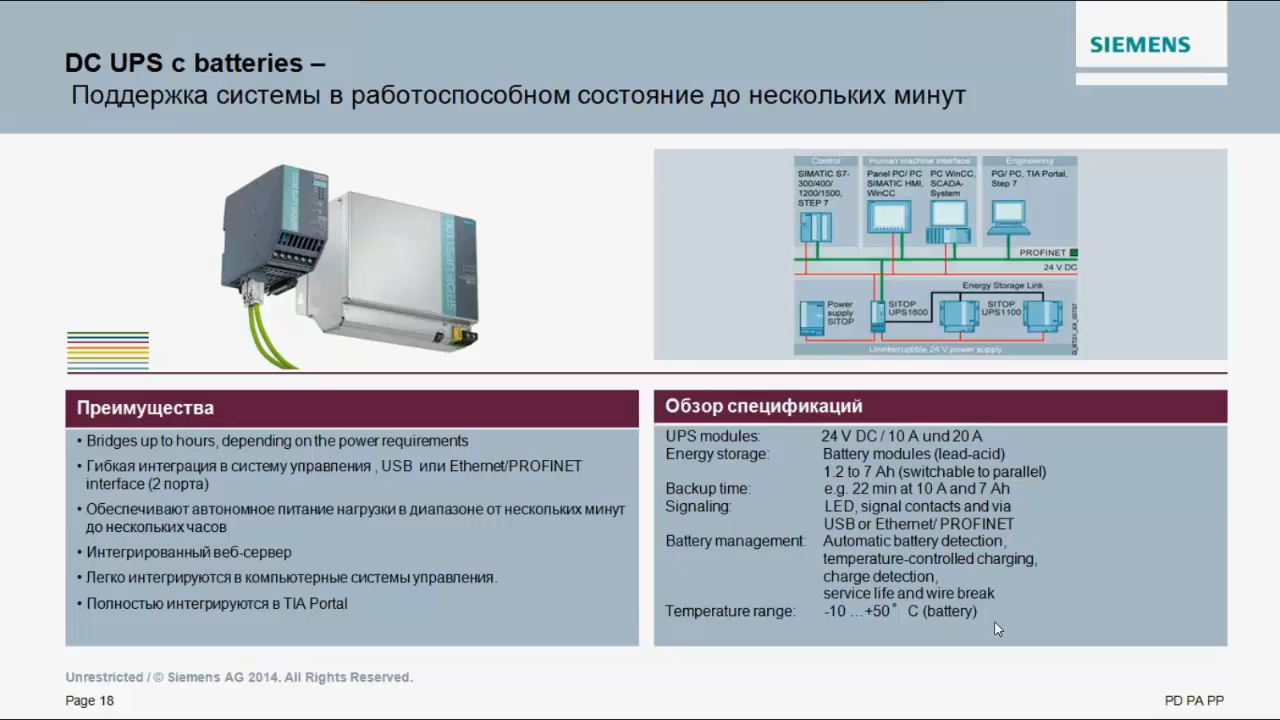 DC UPS с batteries –
Поддержка системы в работоспособном состояние до нескольких минут
SIEMENS
Control
Human machine interface
Engineering
SIMATIC S7-
300/400/
1200/1500,
STEP 7
Panel PC/ PC
SIMATIC HMI,
WinCC
PC WinCC,
SCADA-
System
PG/ PC, TIA Portal,
Step 7
PROFINET
24 V DC
Energy Storage Link
Power
supply
SITOP
SITOP
UPS1600
SITOP
UPS1100
Uninterruptible 24 V power supply
Преимущества
• Bridges up to hours, depending on the power requirements
• Гибкая интеграция в систему управления , USB или Ethernet/PROFINET
interface (2 порта)
• Обеспечивают автономное питание нагрузки в диапазоне от нескольких минут
до нескольких часов
• Интегрированный веб-сервер
• Легко интегрируются в компьютерные системы управления.
• Полностью интегрируются в TIA Portal
Обзор спецификаций
UPS modules: 24 V DC / 10 A und 20 A
Energy storage: Battery modules (lead-acid)
1.2 to 7 Ah (switchable to parallel)
Backup time: e.g. 22 min at 10 A and 7 Ah
Signaling: LED, signal contacts and via
USB or Ethernet/ PROFINET
Battery management: Automatic battery detection,
temperature-controlled charging,
charge detection,
service life and wire break
Temperature range: -10 …+50˚ C (battery)
Unrestricted / © Siemens AG 2014. All Rights Reserved.
Page 18
PD PA PP